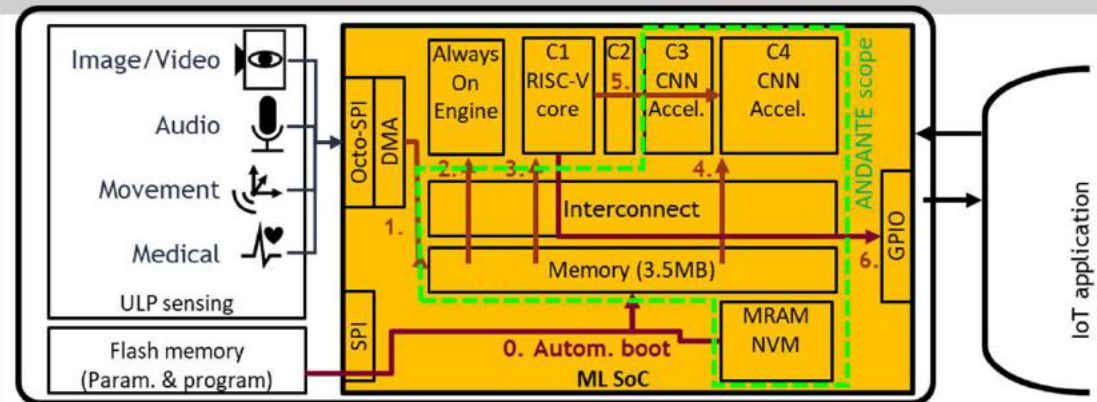 Image/Video
Audio
Movement
Medical
ULP sensing
Flash memory
(Param. & program)
Octo-SPI
DMA
SPI
Always
On
Engine
C1
RISC-V
core
C2
C3
CNN
Accel.
C4
CNN
Accel.
ANDANTE scope
5.
2.
3.
4.
Interconnect
1.
6.
Memory (3.5MB)
GPIO
MRAM
NVM
0. Autom. boot
ML SoC
IoT application